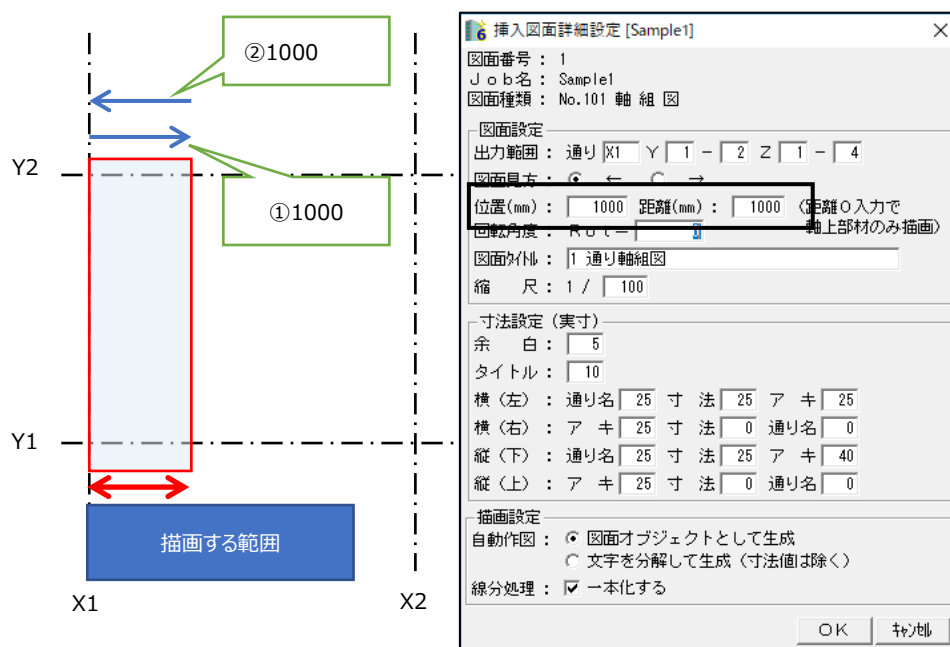 ②1000
Y2
①1000
Y1
描画する範囲
X1
X2
挿入図面詳細設定 [Sample1]
図面番号 : 1
Job名 : Sample1
図面種類 : No.101 軸 組 図
図面設定
出力範囲 : 通り X1 Y 1 - 2 Z 1 - 4
図面見方 : ← →
位置(mm) : 1000 距離(mm) : 1000 (距離0入力で
軸上部材のみ描画)
回転角度 : Rot=
図面タイトル : 1 通り軸組図
縮 尺 : 1 / 100
寸法設定 (実寸)
余 白 : 5
タイトル : 10
横 (左) : 通り名 25 寸 法 25 ア キ 25
横 (右) : ア キ 25 寸 法 0 通り名 0
縦 (下) : 通り名 25 寸 法 25 ア キ 40
縦 (上) : ア キ 25 寸 法 0 通り名 0
描画設定
自動作図 : 図面オブジェクトとして生成
文字を分解して生成 (寸法値は除く)
線分処理 : 一本化する
OK キャンセル